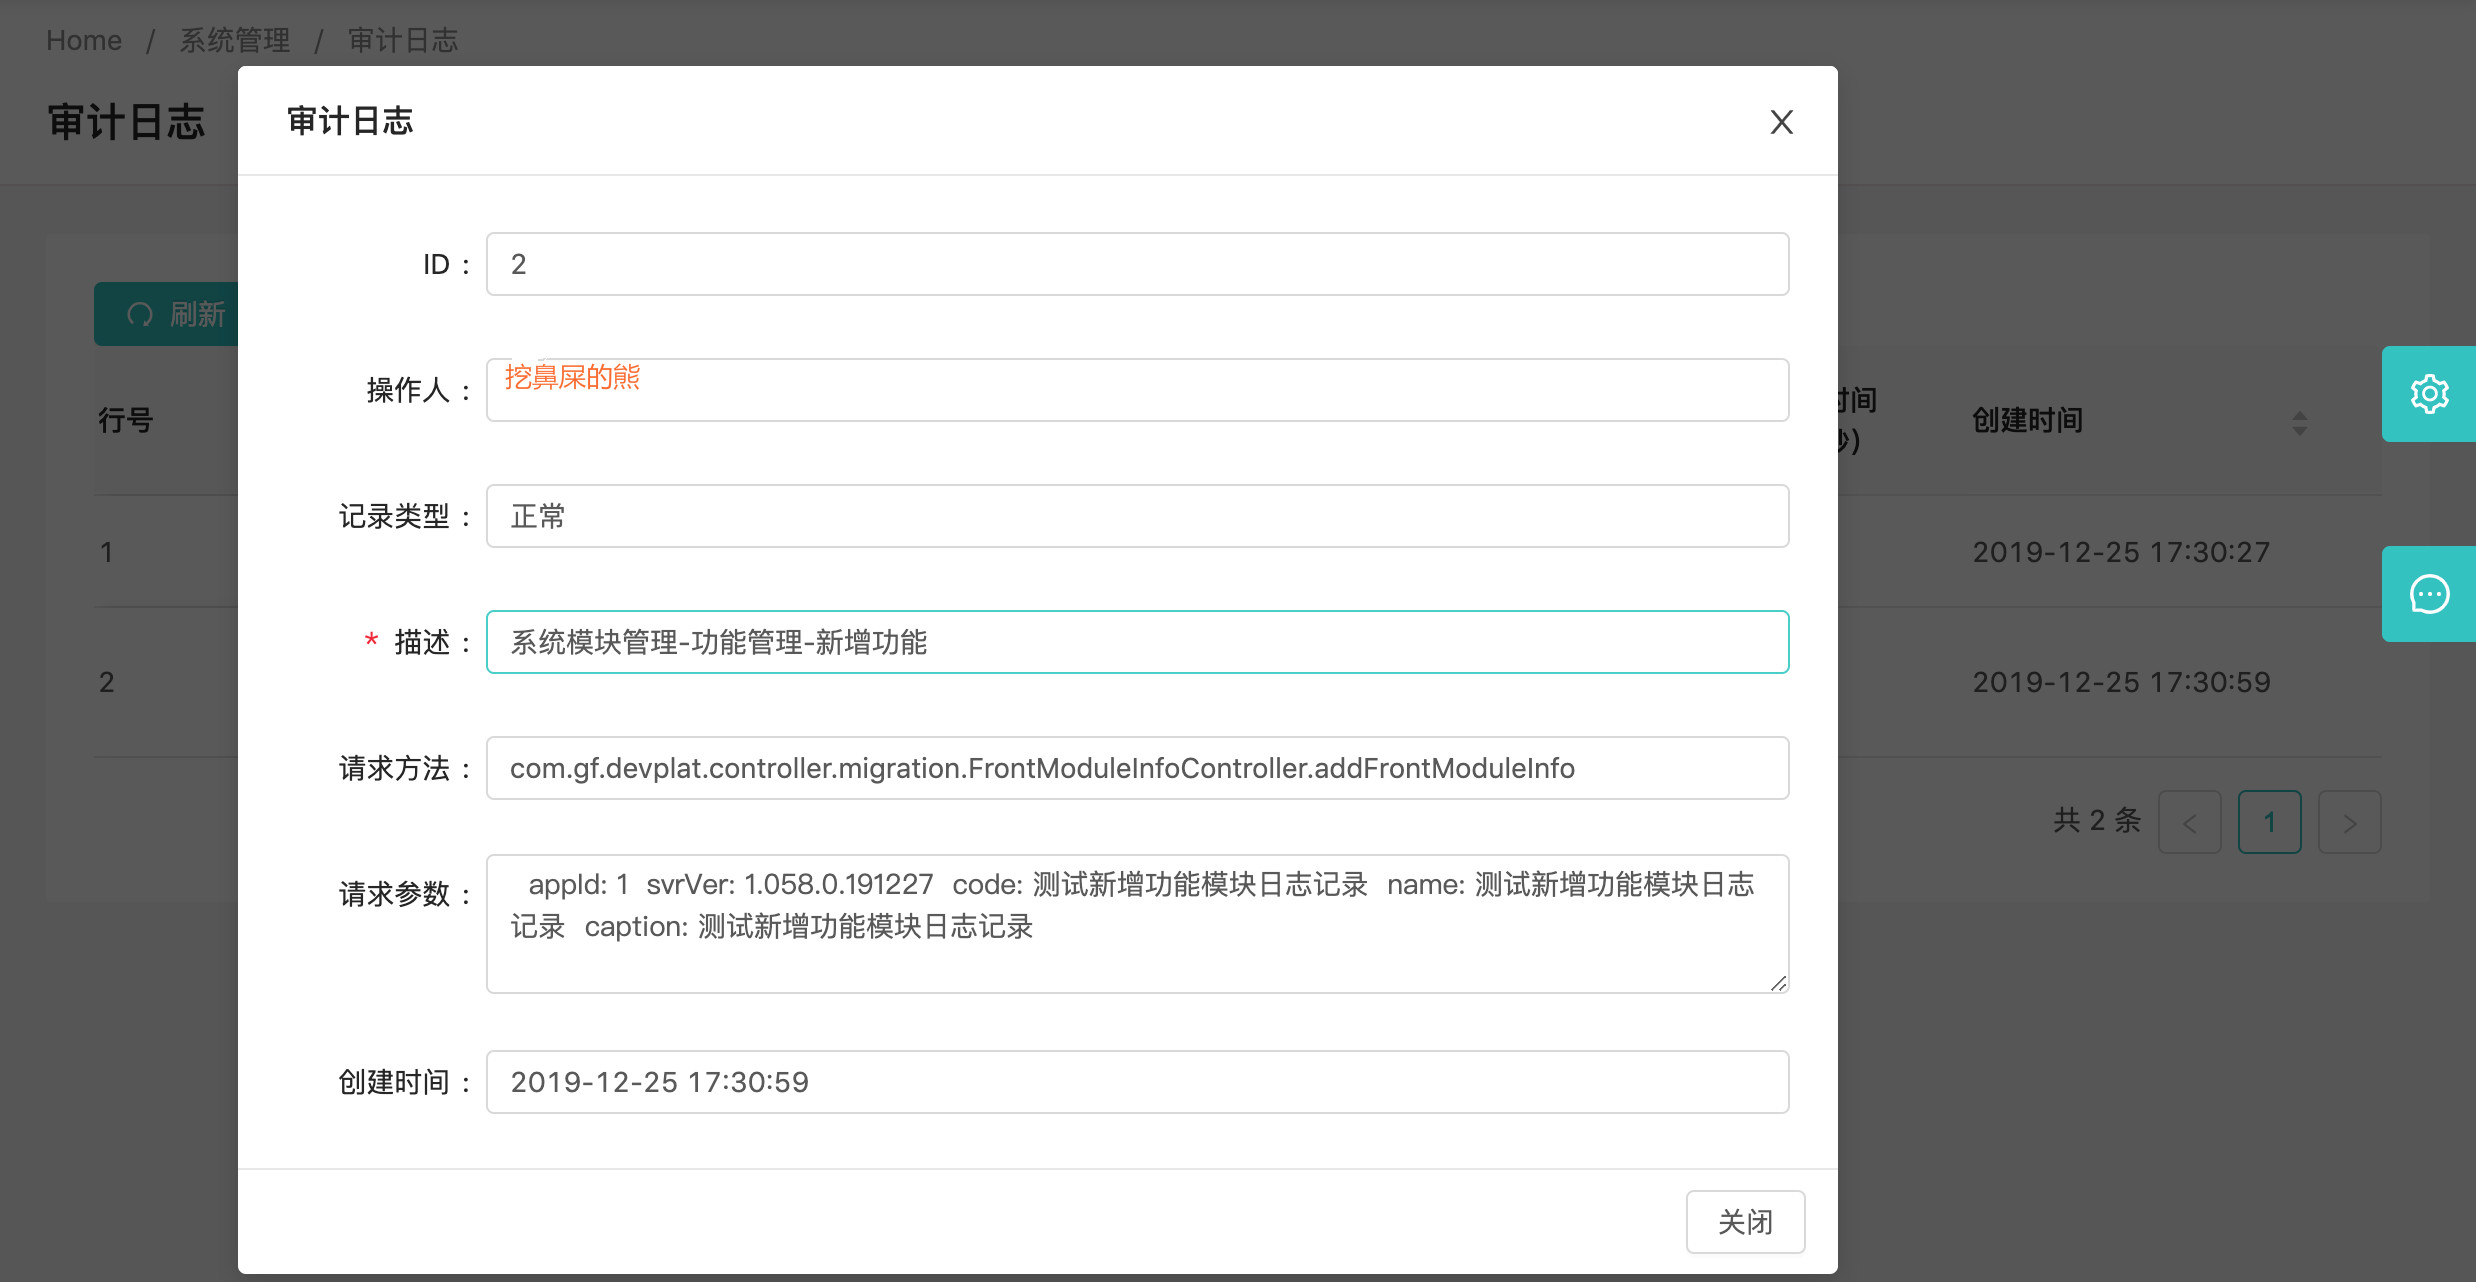 Home / 系统管理 / 审计日志
审计日志
审计日志
刷新
行号
创建时间
1
2019-12-25 17:30:27
2
2019-12-25 17:30:59
共 2 条 < 1 >
ID :
2
操作人 :
挖鼻屎的熊
记录类型 :
正常
* 描述 :
系统模块管理-功能管理-新增功能
请求方法 :
com.gf.devplat.controller.migration.FrontModuleInfoController.addFrontModuleInfo
请求参数 :
appId: 1 svrVer: 1.058.0.191227 code: 测试新增功能模块日志记录 name: 测试新增功能模块日志
记录 caption: 测试新增功能模块日志记录
创建时间 :
2019-12-25 17:30:59
关闭